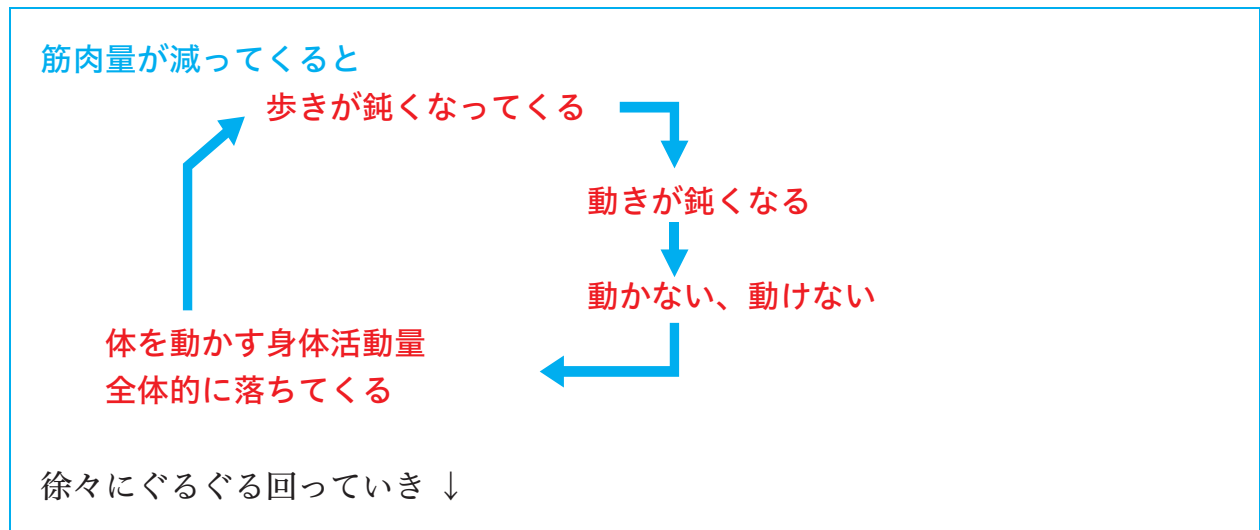 筋肉量が減ってくると
歩きが鈍くなってくる
動きが鈍くなる
動かない、動けない
体を動かす身体活動量
全体的に落ちてくる
徐々にぐるぐる回っていき ↓